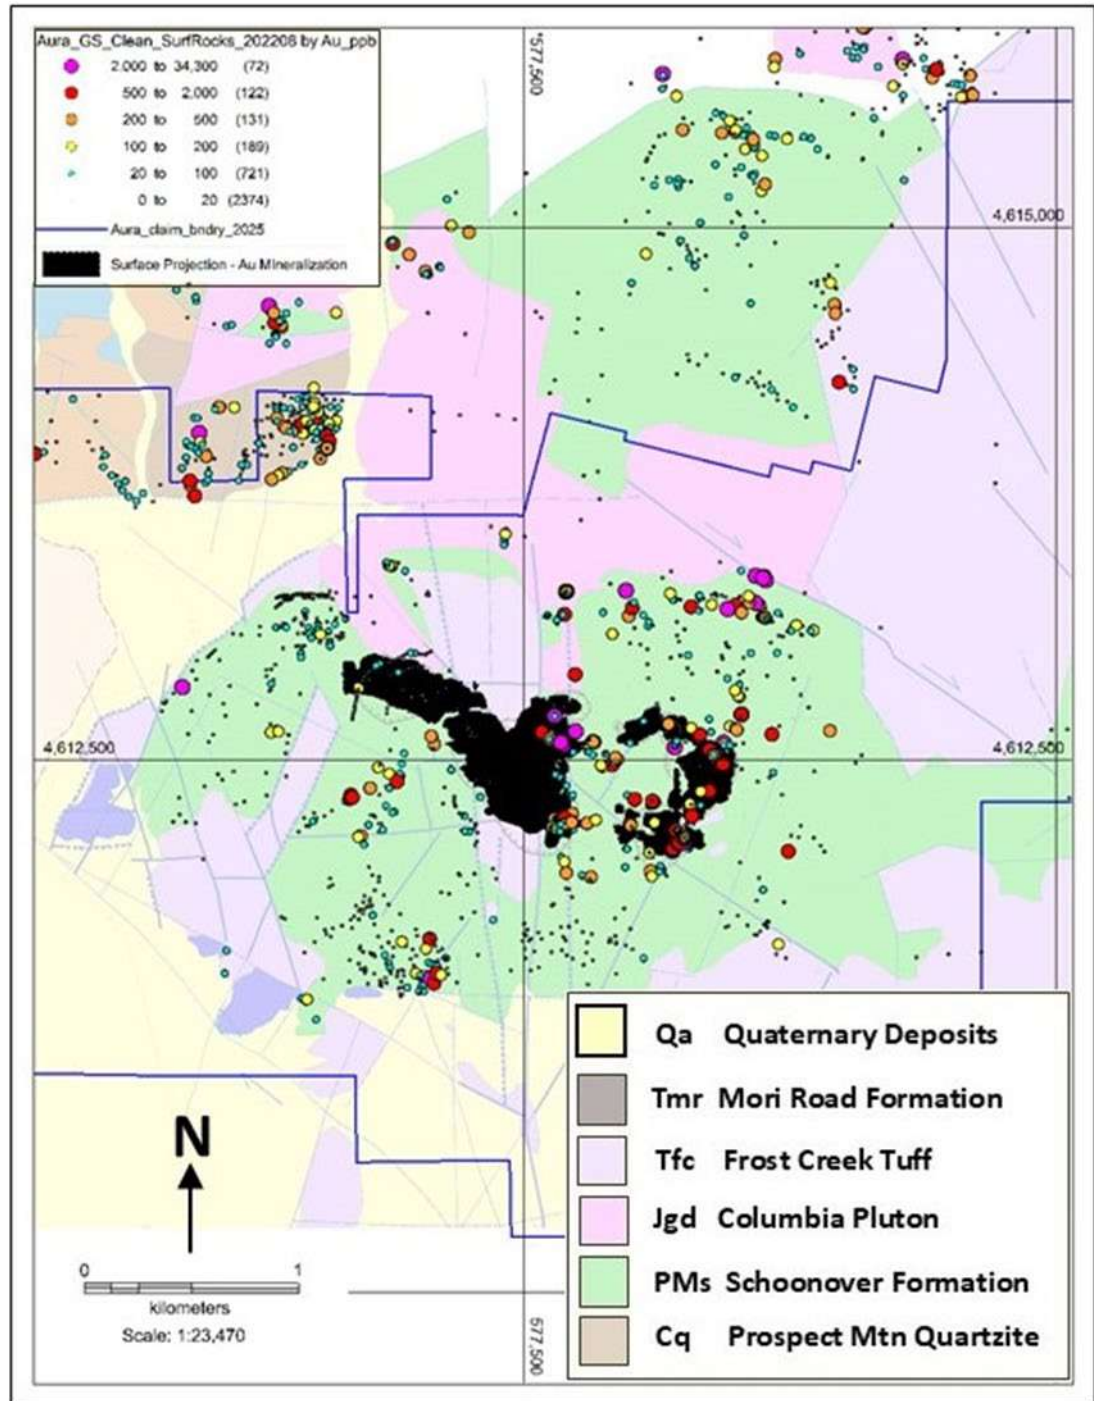 Aura_GS_Clean_SurfRocks_202208 by Au_ppb
2,000 to 34,300 (72)
500 to 2,000 (122)
200 to 500 (131)
100 to 200 (189)
20 to 100 (721)
0 to 20 (2374)
Aura_claim_bndry_2025
Surface Projection - Au Mineralization
577,500
4,615,000
4,612,500
4,612,500
Qa Quaternary Deposits
Tmr Mori Road Formation
Tfc Frost Creek Tuff
Jgd Columbia Pluton
PMs Schoonover Formation
Cq Prospect Mtn Quartzite
N
0 1
kilometers
Scale: 1:23,470
577,500